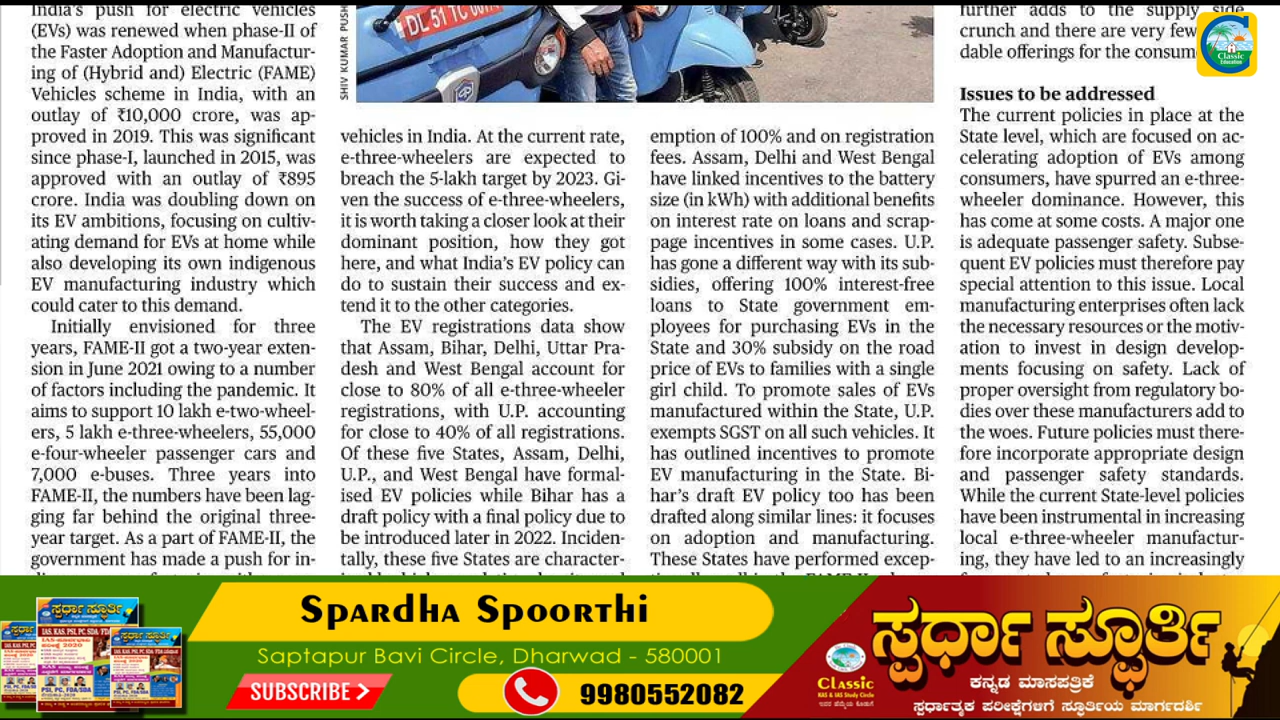 India's push for electric vehicles
(EVs) was renewed when phase-II of
the Faster Adoption and Manufactur-
ing of (Hybrid and) Electric (FAME)
Vehicles scheme in India, with an
outlay of ₹10,000 crore, was ap-
proved in 2019. This was significant
since phase-I, launched in 2015, was
approved with an outlay of ₹895
crore. India was doubling down on
its EV ambitions, focusing on cultiv-
ating demand for EVs at home while
also developing its own indigenous
EV manufacturing industry which
could cater to this demand.
Initially envisioned for three
years, FAME-II got a two-year exten-
sion in June 2021 owing to a number
of factors including the pandemic. It
aims to support 10 lakh e-two-wheel-
ers, 5 lakh e-three-wheelers, 55,000
e-four-wheeler passenger cars and
7,000 e-buses. Three years into
FAME-II, the numbers have been lag-
ging far behind the original three-
year target. As a part of FAME-II, the
government has made a push for in-
DL 51 TC
SHIV KUMAR PUSH
vehicles in India. At the current rate,
e-three-wheelers are expected to
breach the 5-lakh target by 2023. Gi-
ven the success of e-three-wheelers,
it is worth taking a closer look at their
dominant position, how they got
here, and what India's EV policy can
do to sustain their success and ex-
tend it to the other categories.
The EV registrations data show
that Assam, Bihar, Delhi, Uttar Pra-
desh and West Bengal account for
close to 80% of all e-three-wheeler
registrations, with U.P. accounting
for close to 40% of all registrations.
Of these five States, Assam, Delhi,
U.P., and West Bengal have formal-
ised EV policies while Bihar has a
draft policy with a final policy due to
be introduced later in 2022. Inciden-
tally, these five States are character-
emption of 100% and on registration
fees. Assam, Delhi and West Bengal
have linked incentives to the battery
size (in kWh) with additional benefits
on interest rate on loans and scrap-
page incentives in some cases. U.P.
has gone a different way with its sub-
sidies, offering 100% interest-free
loans to State government em-
ployees for purchasing EVs in the
State and 30% subsidy on the road
price of EVs to families with a single
girl child. To promote sales of EVs
manufactured within the State, U.P.
exempts SGST on all such vehicles. It
has outlined incentives to promote
EV manufacturing in the State. Bi-
har's draft EV policy too has been
drafted along similar lines: it focuses
on adoption and manufacturing.
These States have performed excep-
further adds to the supply side
crunch and there are very few
dable offerings for the consum
Issues to be addressed
The current policies in place at the
State level, which are focused on ac-
celerating adoption of EVs among
consumers, have spurred an e-three-
wheeler dominance. However, this
has come at some costs. A major one
is adequate passenger safety. Subse-
quent EV policies must therefore pay
special attention to this issue. Local
manufacturing enterprises often lack
the necessary resources or the motiv-
ation to invest in design develop-
ments focusing on safety. Lack of
proper oversight from regulatory bo-
dies over these manufacturers add to
the woes. Future policies must there-
fore incorporate appropriate design
and passenger safety standards.
While the current State-level policies
have been instrumental in increasing
local e-three-wheeler manufactur-
ing, they have led to an increasingly
Classic
Education
Spardha Spoorthi
Saptapur Bavi Circle, Dharwad - 580001
SUBSCRIBE
9980552082
ಸ್ಪರ್ಧಾ ಸ್ಫೂರ್ತಿ
ಕನ್ನಡ ಮಾಸಪತ್ರಿಕೆ
ಸ್ಪರ್ಧಾತ್ಮಕ ಪರೀಕ್ಷೆಗಳಿಗೆ ಸ್ಫೂರ್ತಿಯ ಮಾರ್ಗದರ್ಶಿ
Classic
KAS & IAS Study Circle
ಸ್ಪರ್ಧಾ ಸ್ಫೂರ್ತಿ